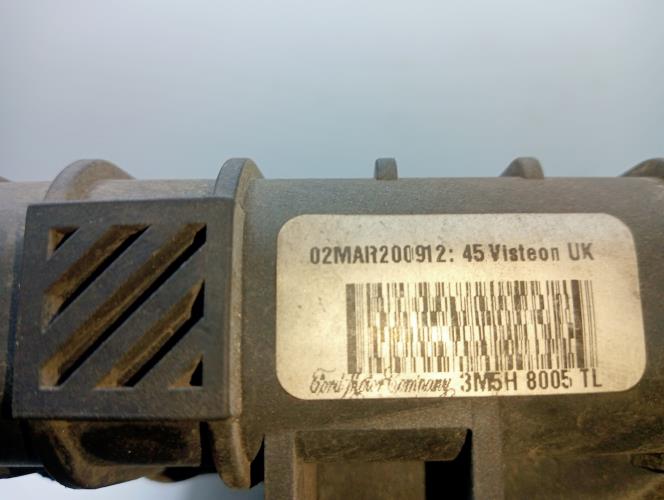 02MAR200912: 45 Visteon UK
Ford Motor Company 3M5H 8005 TL